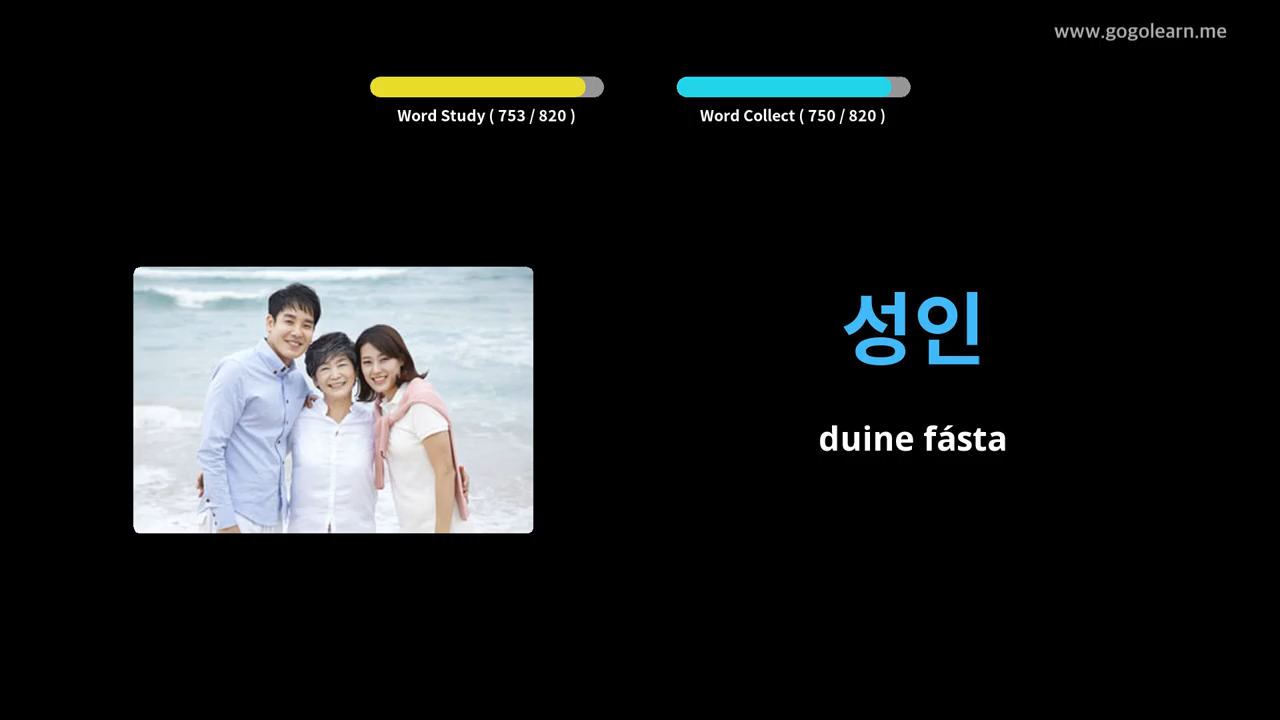 www.gogolearn.me
Word Study ( 753 / 820 )
Word Collect ( 750 / 820 )
성인
duine fásta